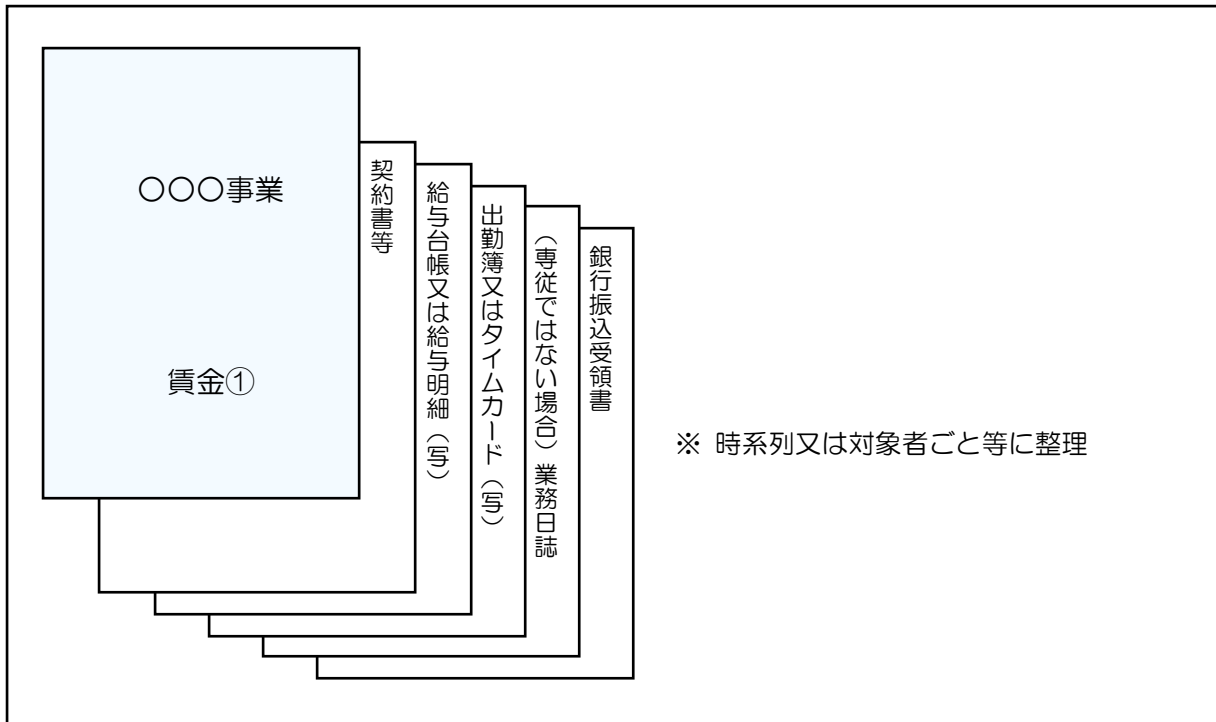 〇〇〇事業
賃金①
契約書等
給与台帳又は給与明細（写）
出勤簿又はタイムカード（写）
（専従ではない場合）業務日誌
銀行振込受領書
※ 時系列又は対象者ごと等に整理